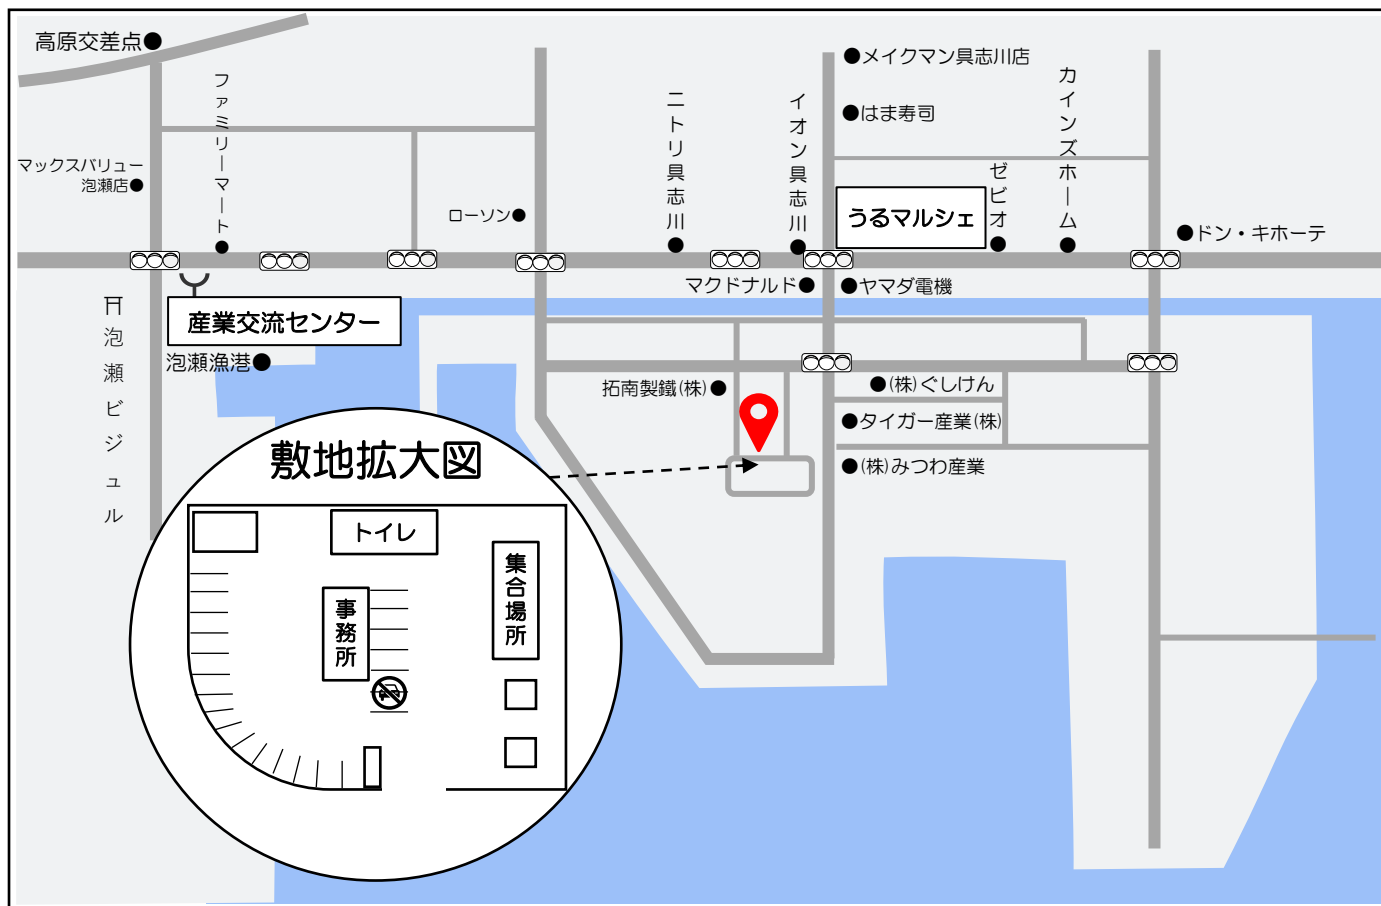 高原交差点
ファミリーマート
マックスバリュー
泡瀬店
ローソン
ニトリ具志川
イオン具志川
メイクマン具志川店
はま寿司
カインズホーム
ゼビオ
うるマルシェ
ドン・キホーテ
マクドナルド
ヤマダ電機
産業交流センター
泡瀬漁港
泡瀬ビジュル
拓南製鐵(株)
(株)ぐしけん
タイガー産業(株)
(株)みつわ産業
敷地拡大図
トイレ
集合場所
事務所